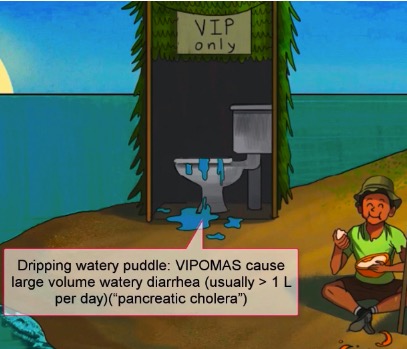 VIP
only
Dripping watery puddle: VIPOMAS cause
large volume watery diarrhea (usually > 1 L
per day)("pancreatic cholera")